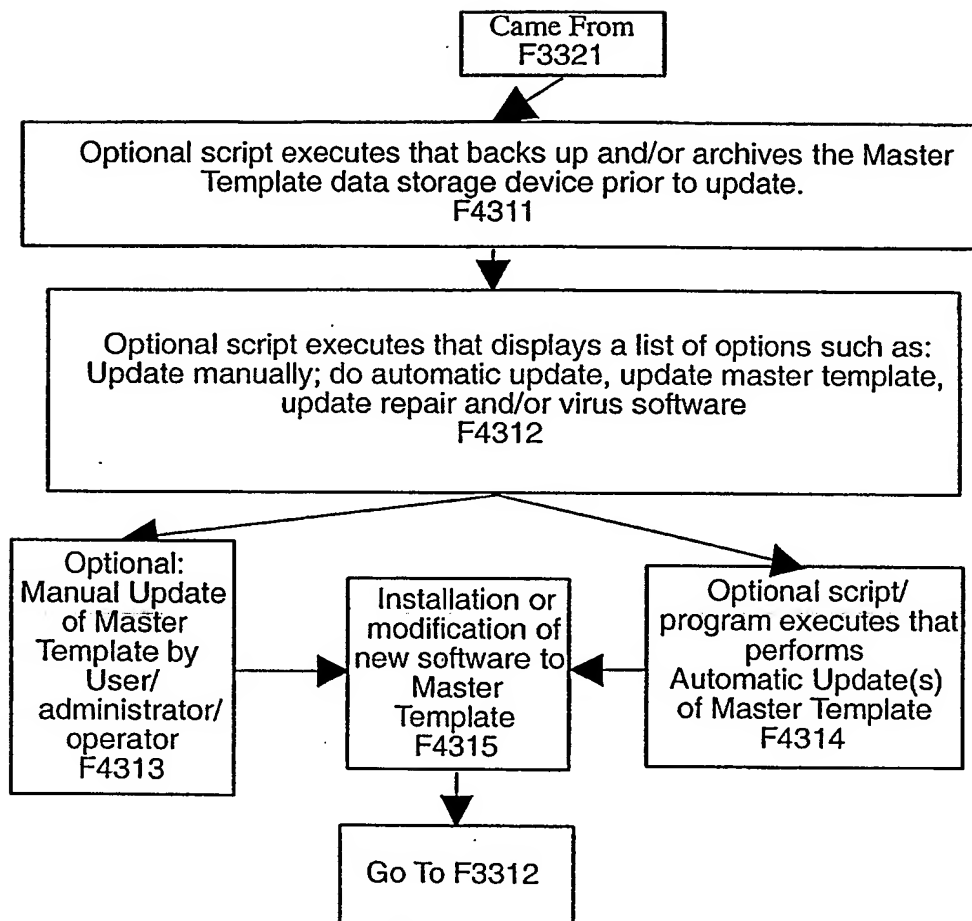 Came From
F3321
Optional script executes that backs up and/or archives the Master
Template data storage device prior to update.
F4311
Optional script executes that displays a list of options such as:
Update manually; do automatic update, update master template,
update repair and/or virus software
F4312
Optional:
Manual Update
of Master
Template by
User/
administrator/
operator
F4313
Installation or
modification of
new software to
Master
Template
F4315
Optional script/
program executes that
performs
Automatic Update(s)
of Master Template
F4314
Go To F3312